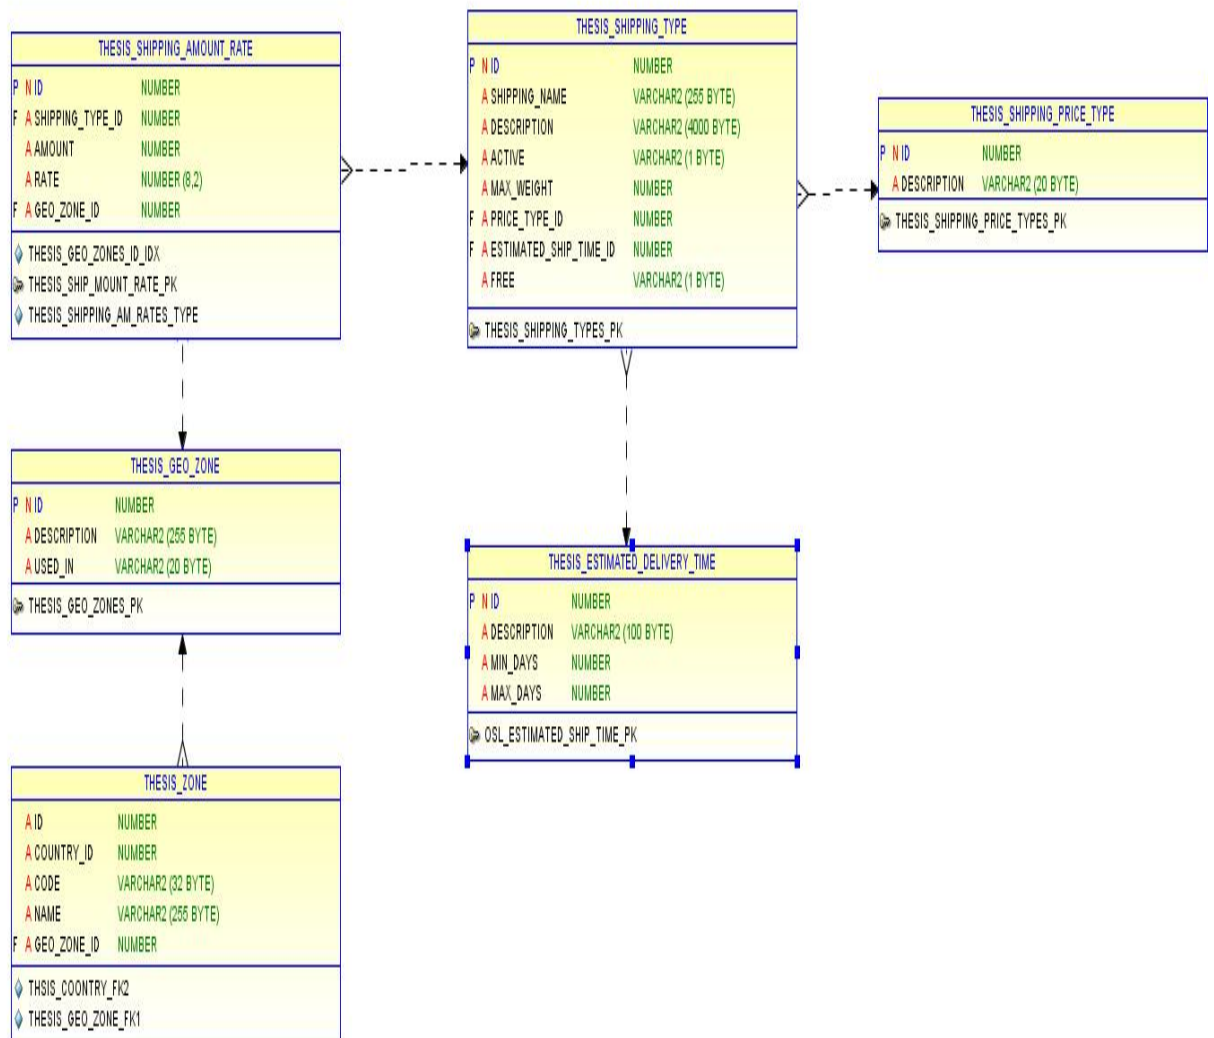 THESIS_SHIPPING_AMOUNT_RATE
P N ID NUMBER
F A SHIPPING_TYPE_ID NUMBER
A AMOUNT NUMBER
A RATE NUMBER (8,2)
F A GEO_ZONE_ID NUMBER
THESIS_GEO_ZONES_ID_IDX
THESIS_SHIP_MOUNT_RATE_PK
THESIS_SHIPPING_AM_RATES_TYPE
THESIS_SHIPPING_TYPE
P N ID NUMBER
A SHIPPING_NAME VARCHAR2 (255 BYTE)
A DESCRIPTION VARCHAR2 (4000 BYTE)
A ACTIVE VARCHAR2 (1 BYTE)
A MAX_WEIGHT NUMBER
F A PRICE_TYPE_ID NUMBER
F A ESTIMATED_SHIP_TIME_ID NUMBER
A FREE VARCHAR2 (1 BYTE)
THESIS_SHIPPING_TYPES_PK
THESIS_SHIPPING_PRICE_TYPE
P N ID NUMBER
A DESCRIPTION VARCHAR2 (20 BYTE)
THESIS_SHIPPING_PRICE_TYPES_PK
THESIS_GEO_ZONE
P N ID NUMBER
A DESCRIPTION VARCHAR2 (255 BYTE)
A USED_IN VARCHAR2 (20 BYTE)
THESIS_GEO_ZONES_PK
THESIS_ESTIMATED_DELIVERY_TIME
P N ID NUMBER
A DESCRIPTION VARCHAR2 (100 BYTE)
A MIN_DAYS NUMBER
A MAX_DAYS NUMBER
OSL_ESTIMATED_SHIP_TIME_PK
THESIS_ZONE
A ID NUMBER
A COUNTRY_ID NUMBER
A CODE VARCHAR2 (32 BYTE)
A NAME VARCHAR2 (255 BYTE)
F A GEO_ZONE_ID NUMBER
THSIS_COONTRY_FK2
THESIS_GEO_ZONE_FK1